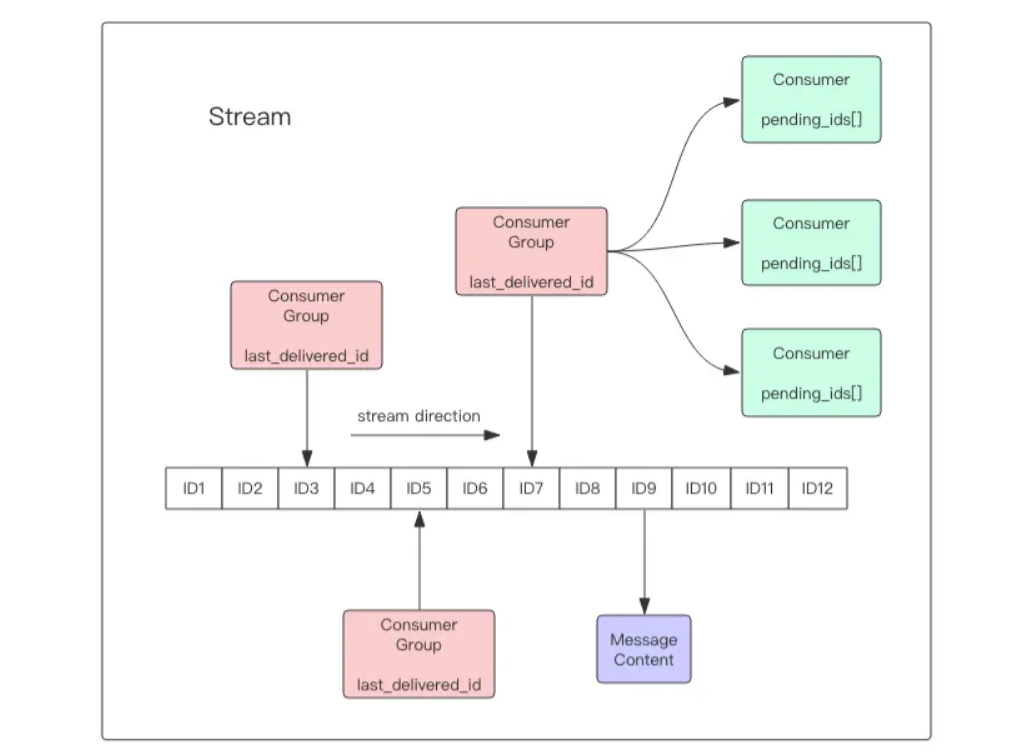 Stream
Consumer
pending_ids[]
Consumer
Group
last_delivered_id
Consumer
pending_ids[]
Consumer
Group
last_delivered_id
Consumer
pending_ids[]
stream direction
ID1 ID2 ID3 ID4 ID5 ID6 ID7 ID8 ID9 ID10 ID11 ID12
Consumer
Group
last_delivered_id
Message
Content